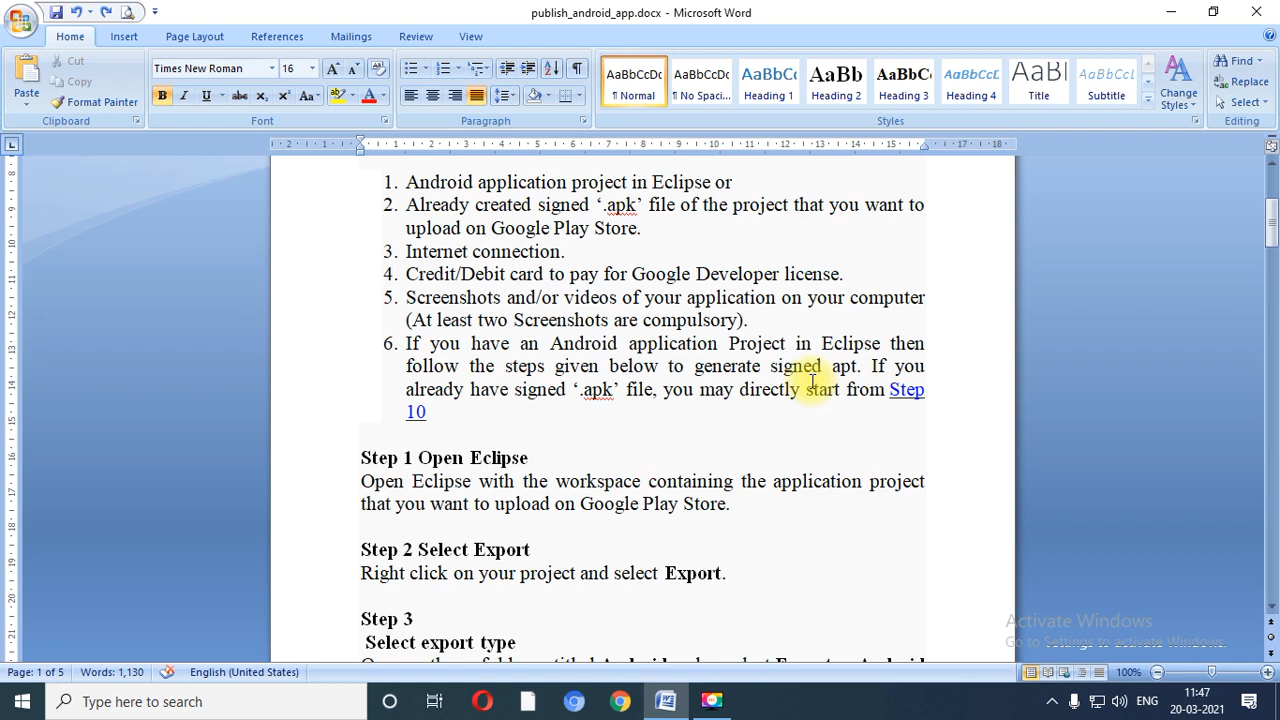 publish_android_app.docx - Microsoft Word
Home Insert Page Layout References Mailings Review View
Paste
Cut
Copy
Format Painter
Clipboard
Times New Roman 16
Font
Paragraph
AaBbCcDc AaBbCcDc AaBbC AaBb AaBbC AaBbCcL AaBb AaBbCcL
¶ Normal ¶ No Spaci... Heading 1 Heading 2 Heading 3 Heading 4 Title Subtitle
Styles
Change
Styles
Find
Replace
Select
Editing
1. Android application project in Eclipse or
2. Already created signed ‘.apk’ file of the project that you want to
upload on Google Play Store.
3. Internet connection.
4. Credit/Debit card to pay for Google Developer license.
5. Screenshots and/or videos of your application on your computer
(At least two Screenshots are compulsory).
6. If you have an Android application Project in Eclipse then
follow the steps given below to generate signed apt. If you
already have signed ‘.apk’ file, you may directly start from Step
10
Step 1 Open Eclipse
Open Eclipse with the workspace containing the application project
that you want to upload on Google Play Store.
Step 2 Select Export
Right click on your project and select Export.
Step 3
Select export type
Activate Windows
Go to Settings to activate Windows.
Page: 1 of 5 Words: 1,130 English (United States) 100%
Type here to search
ENG
11:47
20-03-2021